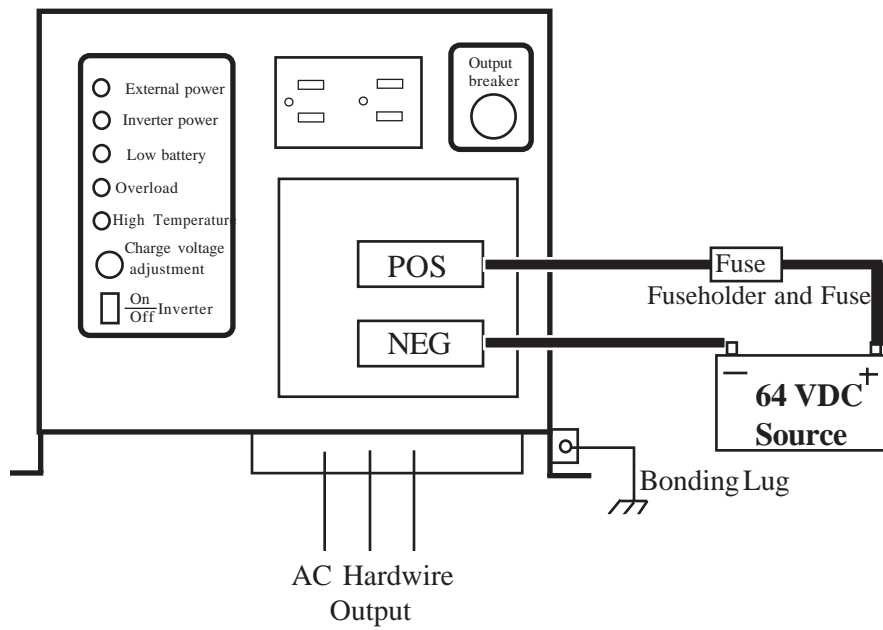 External power
Inverter power
Low battery
Overload
High Temperature
Charge voltage
adjustment
On
Off
Inverter
Output
breaker
POS
NEG
Fuse
Fuseholder and Fuse
— +
64 VDC
Source
Bonding Lug
AC Hardwire
Output